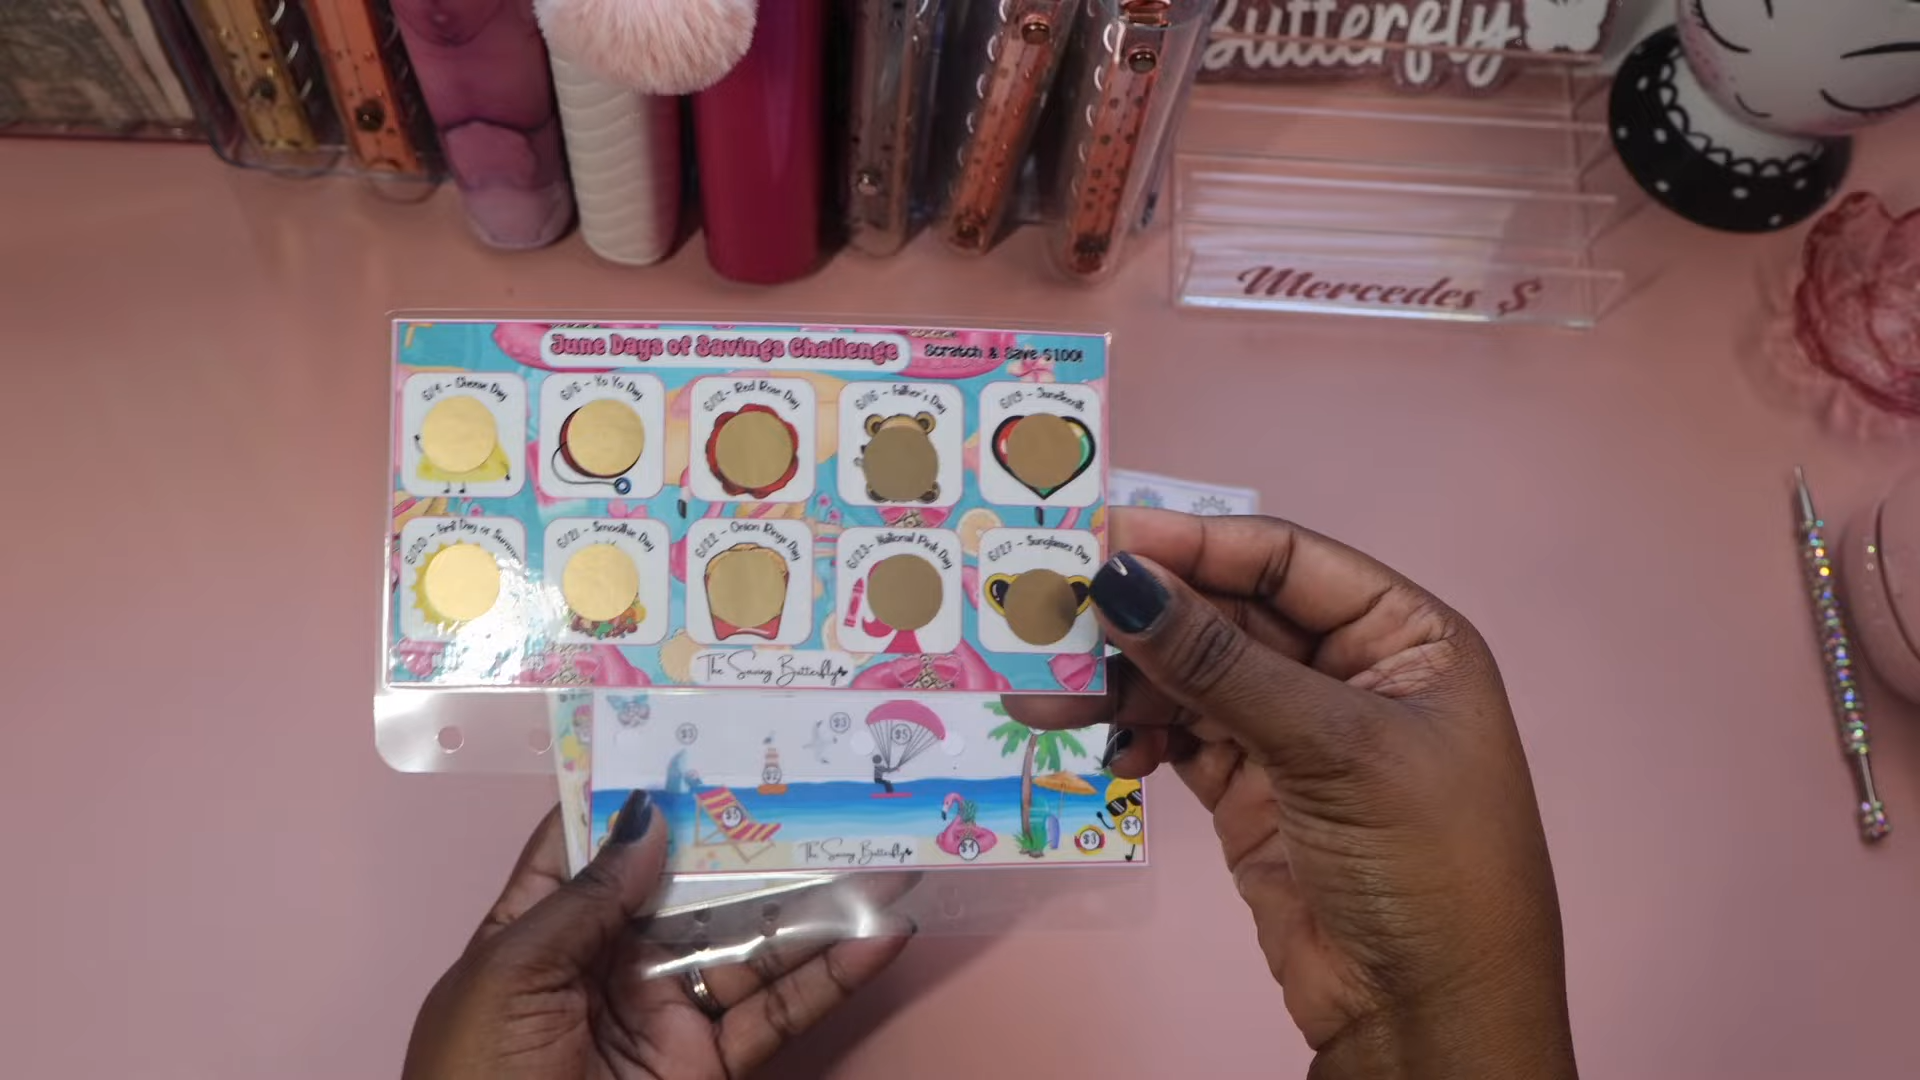 Butterfly
Mercedes $
June Days of Savings Challenge
Scratch & Save $100!
6/4 - Cheese Day
6/6 - Yo Yo Day
6/12 - Red Rose Day
6/16 - Father's Day
6/19 - Juneteenth
6/20 - First Day of Summer
6/21 - Smoothie Day
6/22 - Onion Rings Day
6/23 - National Pink Day
6/27 - Sunglasses Day
The Saving Butterfly
$3
$3
$5
$2
$5
$1
$3
$1
The Saving Butterfly